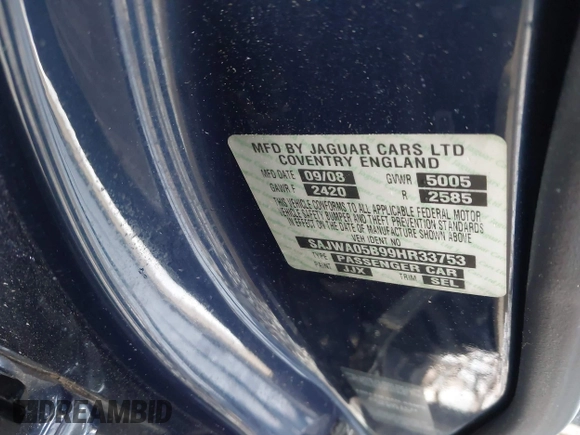 MFD BY JAGUAR CARS LTD
COVENTRY ENGLAND
MFD DATE 09/08 GVWR 5005
GAWR F 2420 R 2585
THIS VEHICLE CONFORMS TO ALL APPLICABLE FEDERAL MOTOR
VEHICLE SAFETY BUMPER AND THEFT PREVENTION STANDARDS
IN EFFECT ON THE DATE OF MANUFACTURE SHOWN ABOVE
VEH IDENT NO
SAJWA05B99HR33753
TYPE PASSENGER CAR
PAINT JJX TRIM SEL
DREAMBID